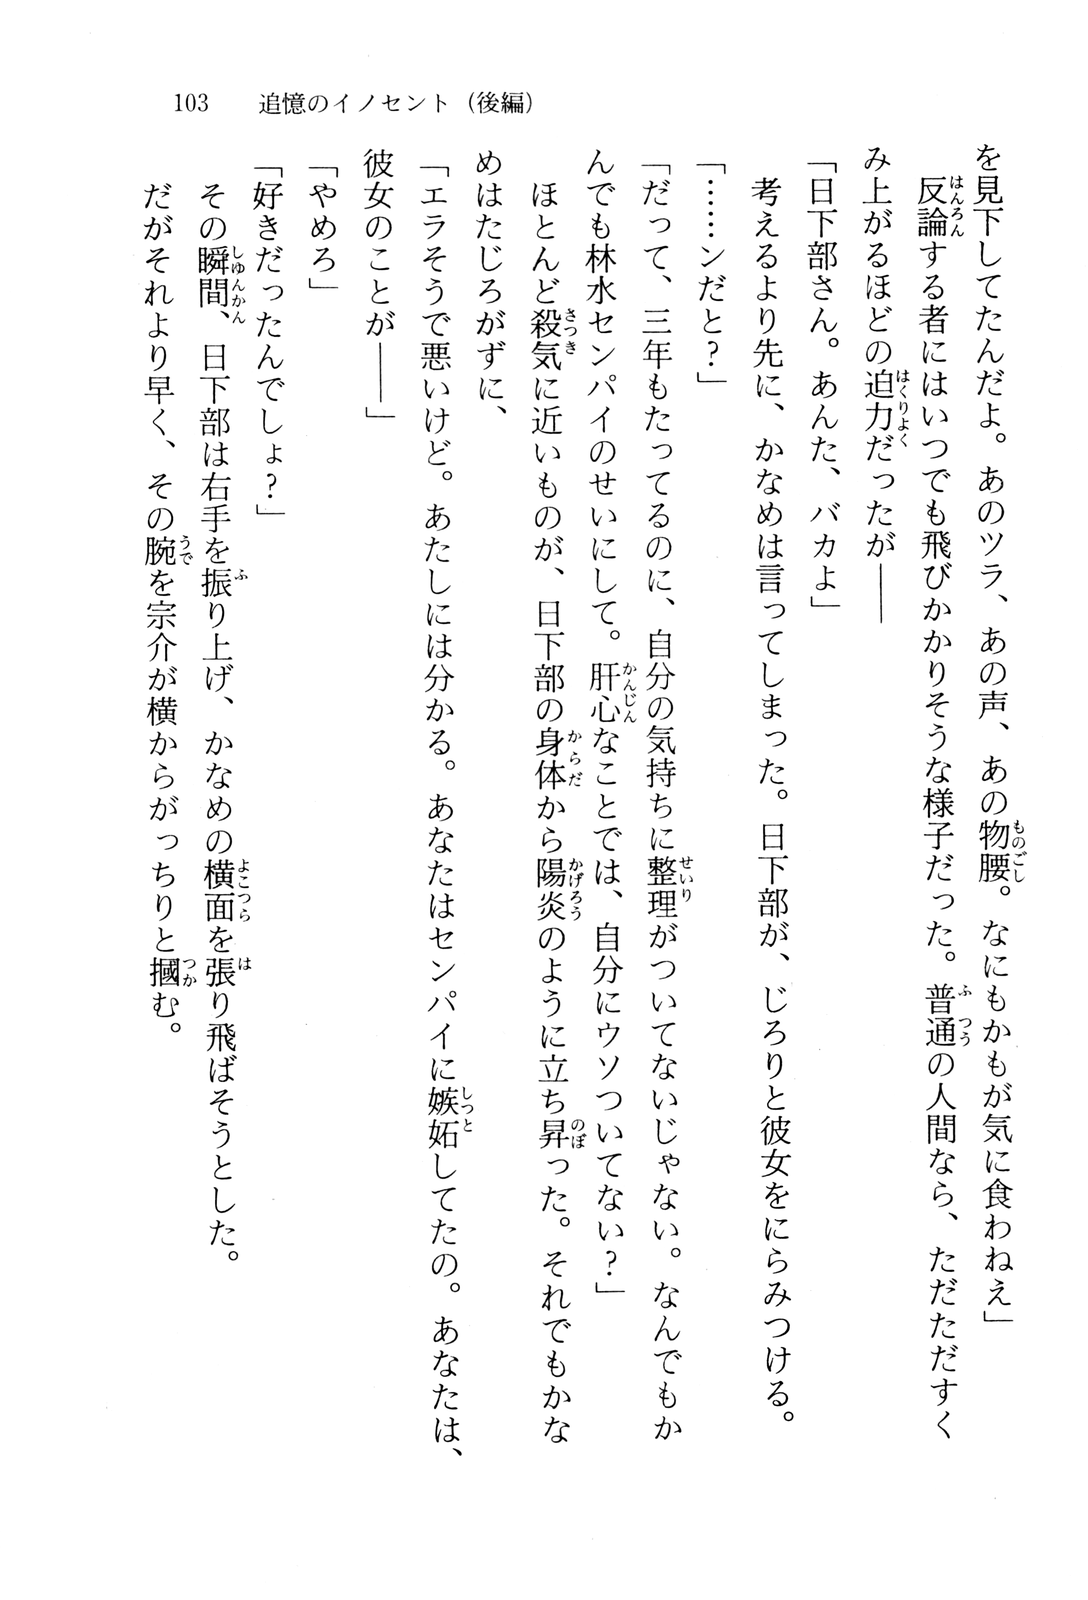 103 追憶のイノセント（後編）
を見下してたんだよ。あのツラ、あの声、あの物腰。なにもかもが気に食わねえ」
反論する者にはいつでも飛びかかりそうな様子だった。普通の人間なら、ただただすく
み上がるほどの迫力だったが――
「日下部さん。あんた、バカよ」
考えるより先に、かなめは言ってしまった。日下部が、じろりと彼女をにらみつける。
「……ンだと？」
「だって、三年もたってるのに、自分の気持ちに整理がついてないじゃない。なんでもか
んでも林水センパイのせいにして。肝心なことでは、自分にウソついてない？」
ほとんど殺気に近いものが、日下部の身体から陽炎のように立ち昇った。それでもかな
めはたじろがずに、
「エラそうで悪いけど。あたしには分かる。あなたはセンパイに嫉妬してたの。あなたは、
彼女のことが――」
「やめろ」
「好きだったんでしょ？」
その瞬間、日下部は右手を振り上げ、かなめの横面を張り飛ばそうとした。
だがそれより早く、その腕を宗介が横からがっちりと摑む。